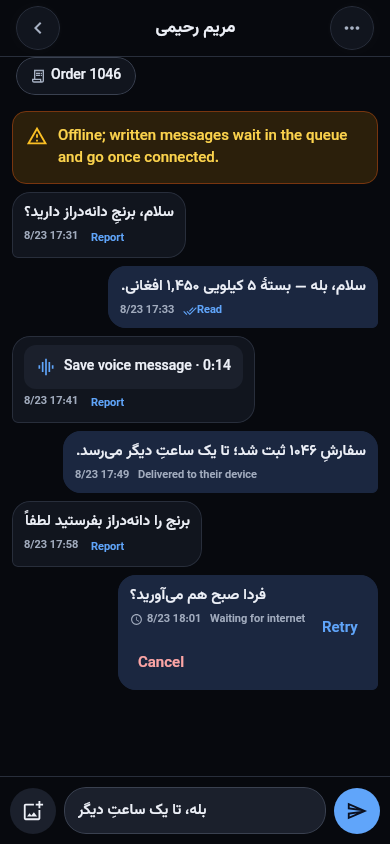 مریم رحیمی
Order 1046
Offline; written messages wait in the queue
and go once connected.
سلام، برنجِ دانه‌دراز دارید؟
8/23 17:31 Report
سلام، بله — بستهٔ ۵ کیلویی ۱,۴۵۰ افغانی.
8/23 17:33 Read
Save voice message · 0:14
8/23 17:41 Report
سفارشِ ۱۰۴۶ ثبت شد؛ تا یک ساعتِ دیگر می‌رسد.
8/23 17:49 Delivered to their device
برنج را دانه‌دراز بفرستید لطفاً
8/23 17:58 Report
فردا صبح هم می‌آورید؟
8/23 18:01 Waiting for internet
Retry
Cancel
بله، تا یک ساعتِ دیگر